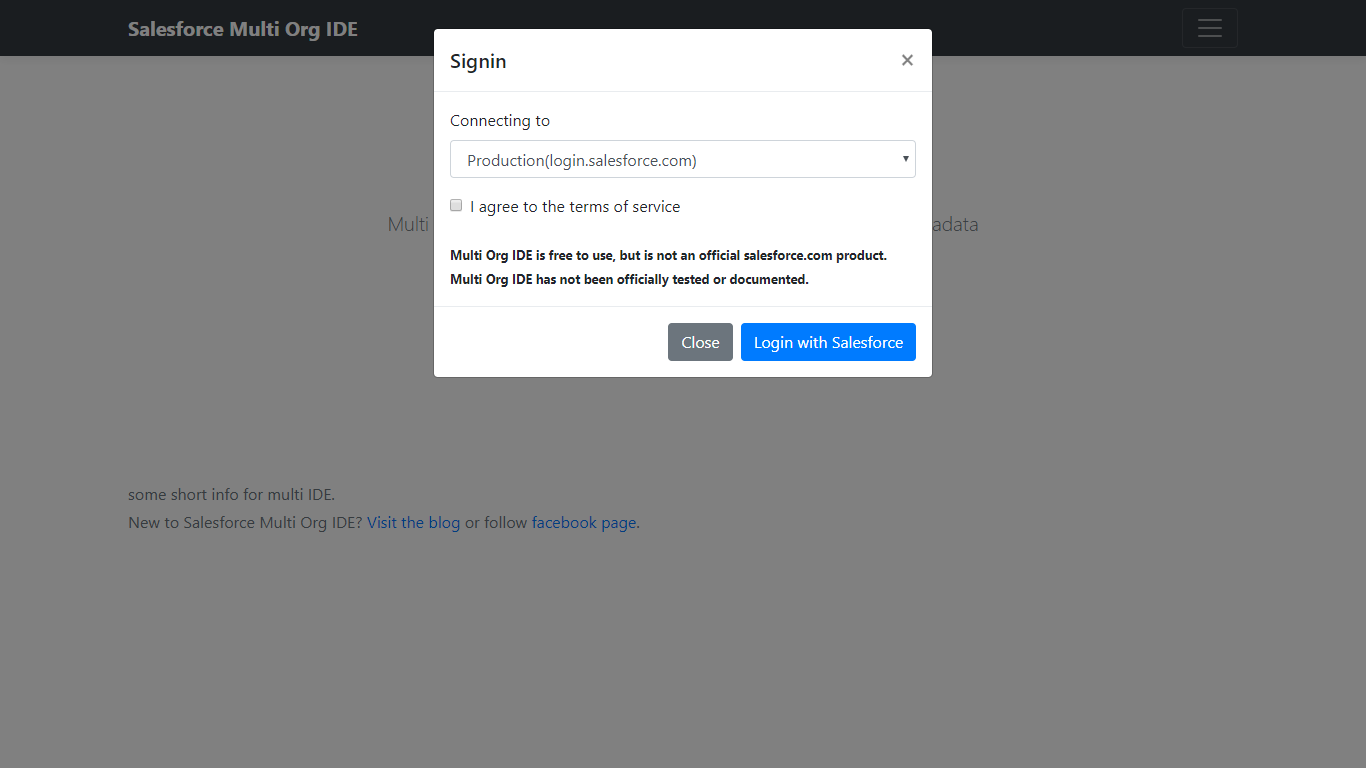 Salesforce Multi Org IDE
Signin
×
Connecting to
Production(login.salesforce.com)
I agree to the terms of service
Multi
adata
Multi Org IDE is free to use, but is not an official salesforce.com product.
Multi Org IDE has not been officially tested or documented.
Close
Login with Salesforce
some short info for multi IDE.
New to Salesforce Multi Org IDE? Visit the blog or follow facebook page.